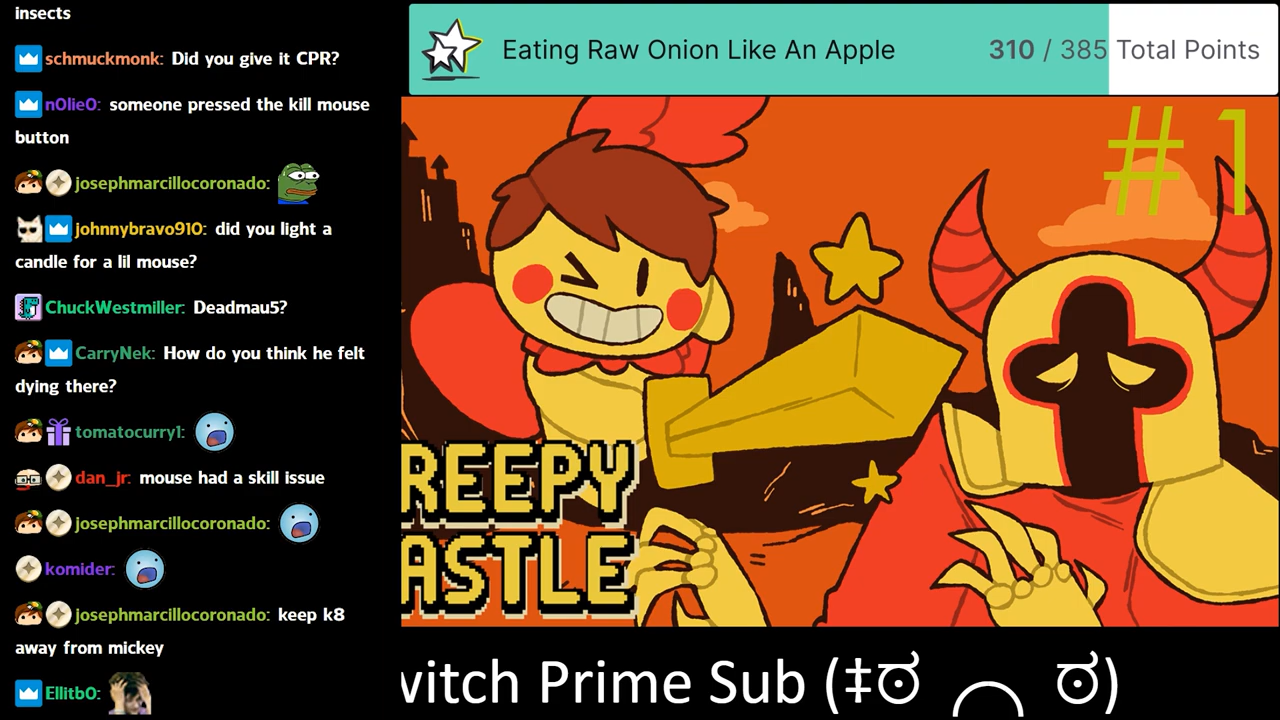 insects
schmuckmonk: Did you give it CPR?
n0lie0: someone pressed the kill mouse
button
josephmarcillocoronado:
johnnybravo910: did you light a
candle for a lil mouse?
ChuckWestmiller: Deadmau5?
CarryNek: How do you think he felt
dying there?
tomatocurry1:
dan_jr: mouse had a skill issue
josephmarcillocoronado:
komider:
josephmarcillocoronado: keep k8
away from mickey
Ellitb0:
Eating Raw Onion Like An Apple 310 / 385 Total Points
#1
REEPY
ASTLE
witch Prime Sub (‡ಠ ︵ ಠ)